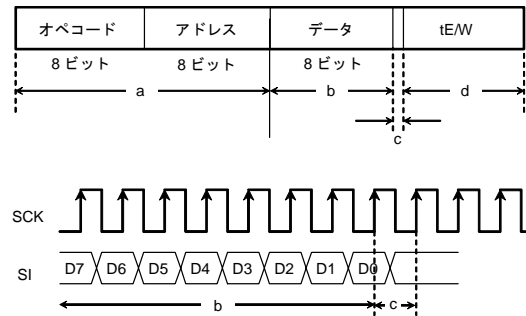 オペコード アドレス データ tE/W
8 ビット 8 ビット 8 ビット
a b d
c
SCK
SI D7 D6 D5 D4 D3 D2 D1 D0
b c